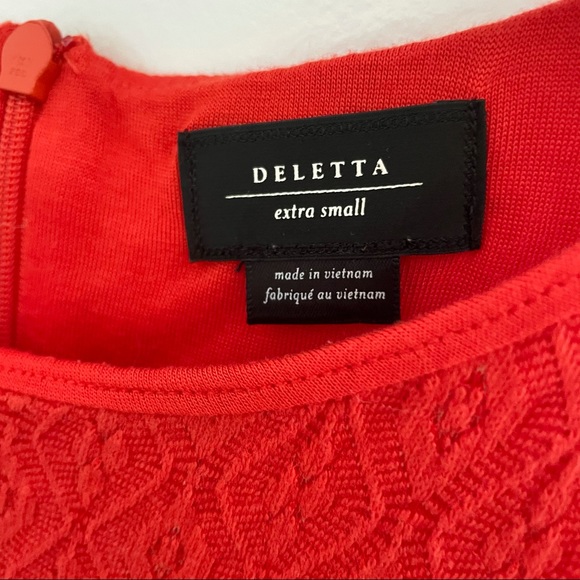 DELETTA
extra small
made in vietnam
fabriqué au vietnam